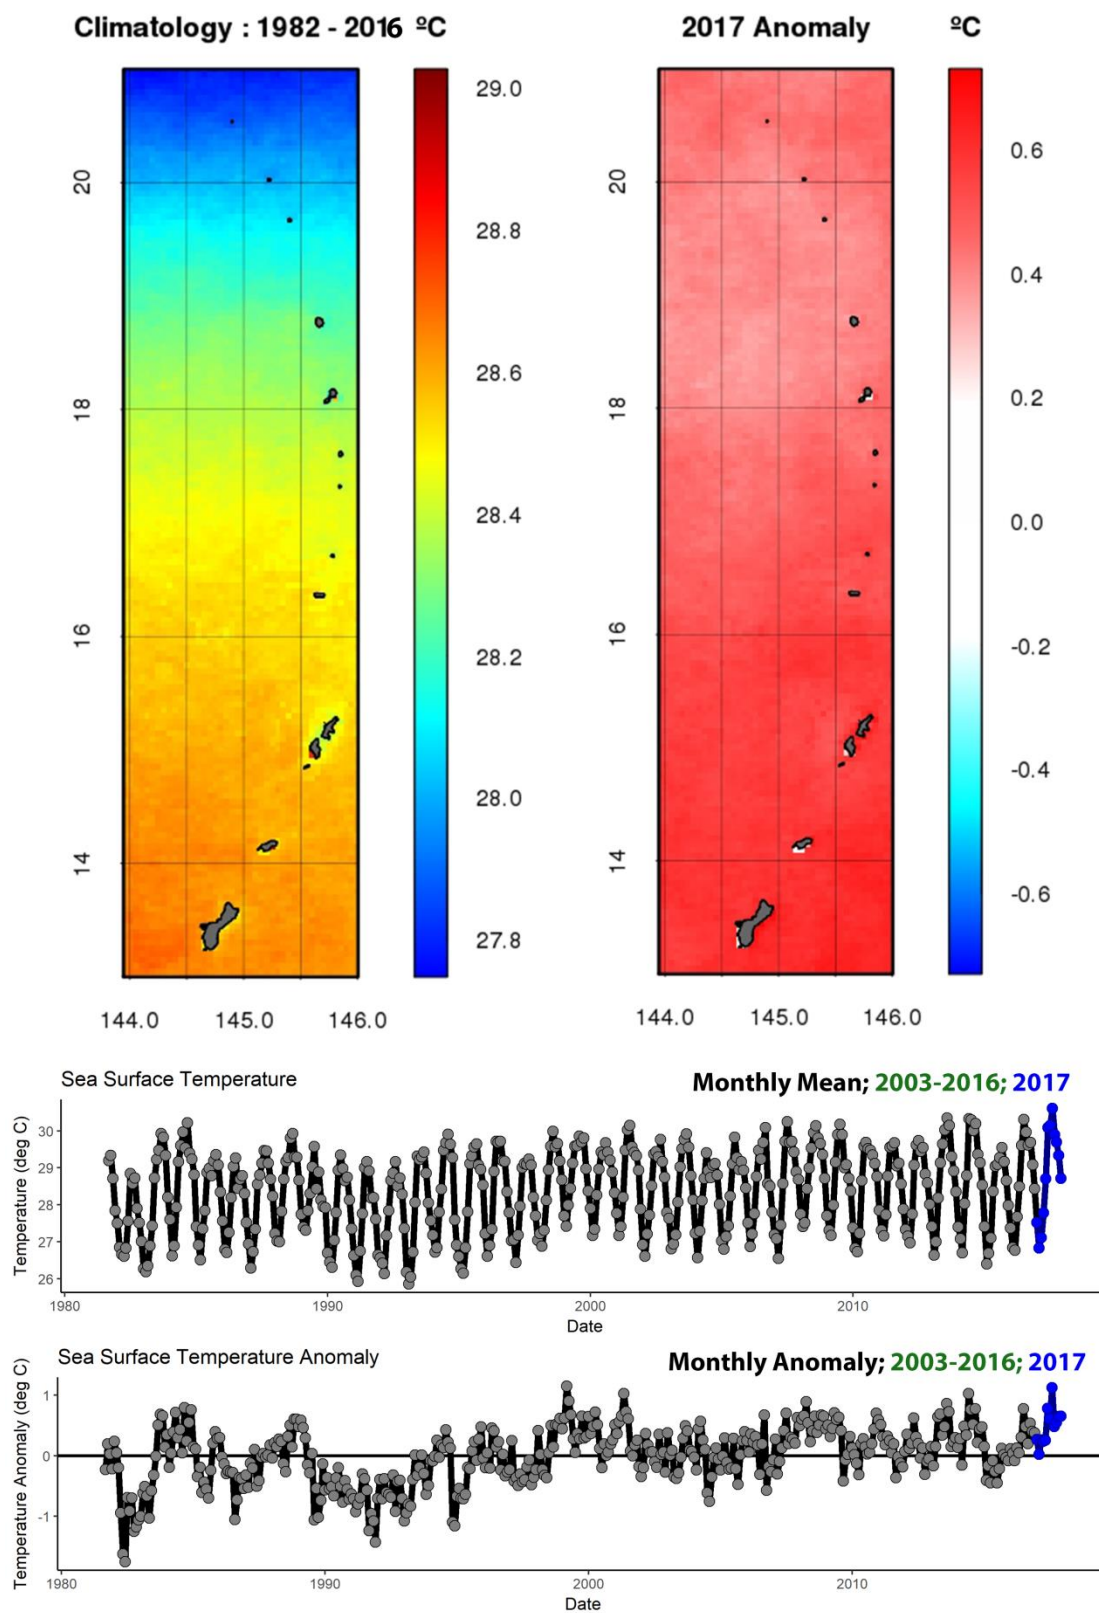 Climatology : 1982 - 2016 ºC
2017 Anomaly ºC
29.0
28.8
28.6
28.4
28.2
28.0
27.8
20
18
16
14
144.0 145.0 146.0
0.6
0.4
0.2
0.0
-0.2
-0.4
-0.6
20
18
16
14
144.0 145.0 146.0
Sea Surface Temperature
Monthly Mean; 2003-2016; 2017
Temperature (deg C)
30
29
28
27
26
1980 1990 2000 2010
Date
Sea Surface Temperature Anomaly
Monthly Anomaly; 2003-2016; 2017
Temperature Anomaly (deg C)
1
0
-1
1980 1990 2000 2010
Date